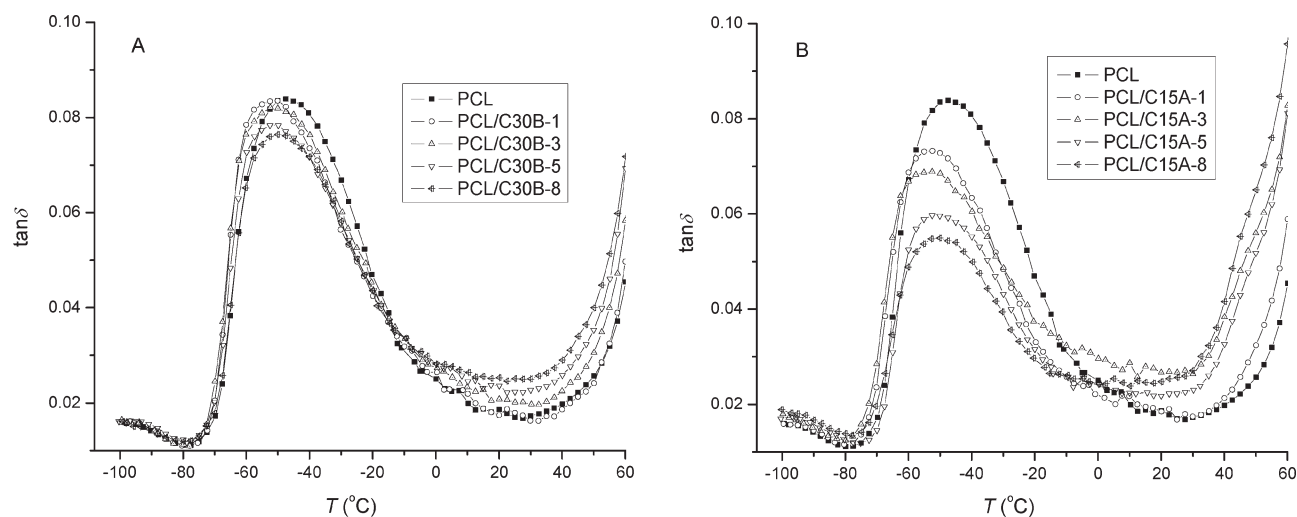 A
PCL
PCL/C30B-1
PCL/C30B-3
PCL/C30B-5
PCL/C30B-8
0.10
0.08
0.06
0.04
0.02
tanδ
-100 -80 -60 -40 -20 0 20 40 60
T (°C)
B
PCL
PCL/C15A-1
PCL/C15A-3
PCL/C15A-5
PCL/C15A-8
0.10
0.08
0.06
0.04
0.02
tanδ
-100 -80 -60 -40 -20 0 20 40 60
T (°C)